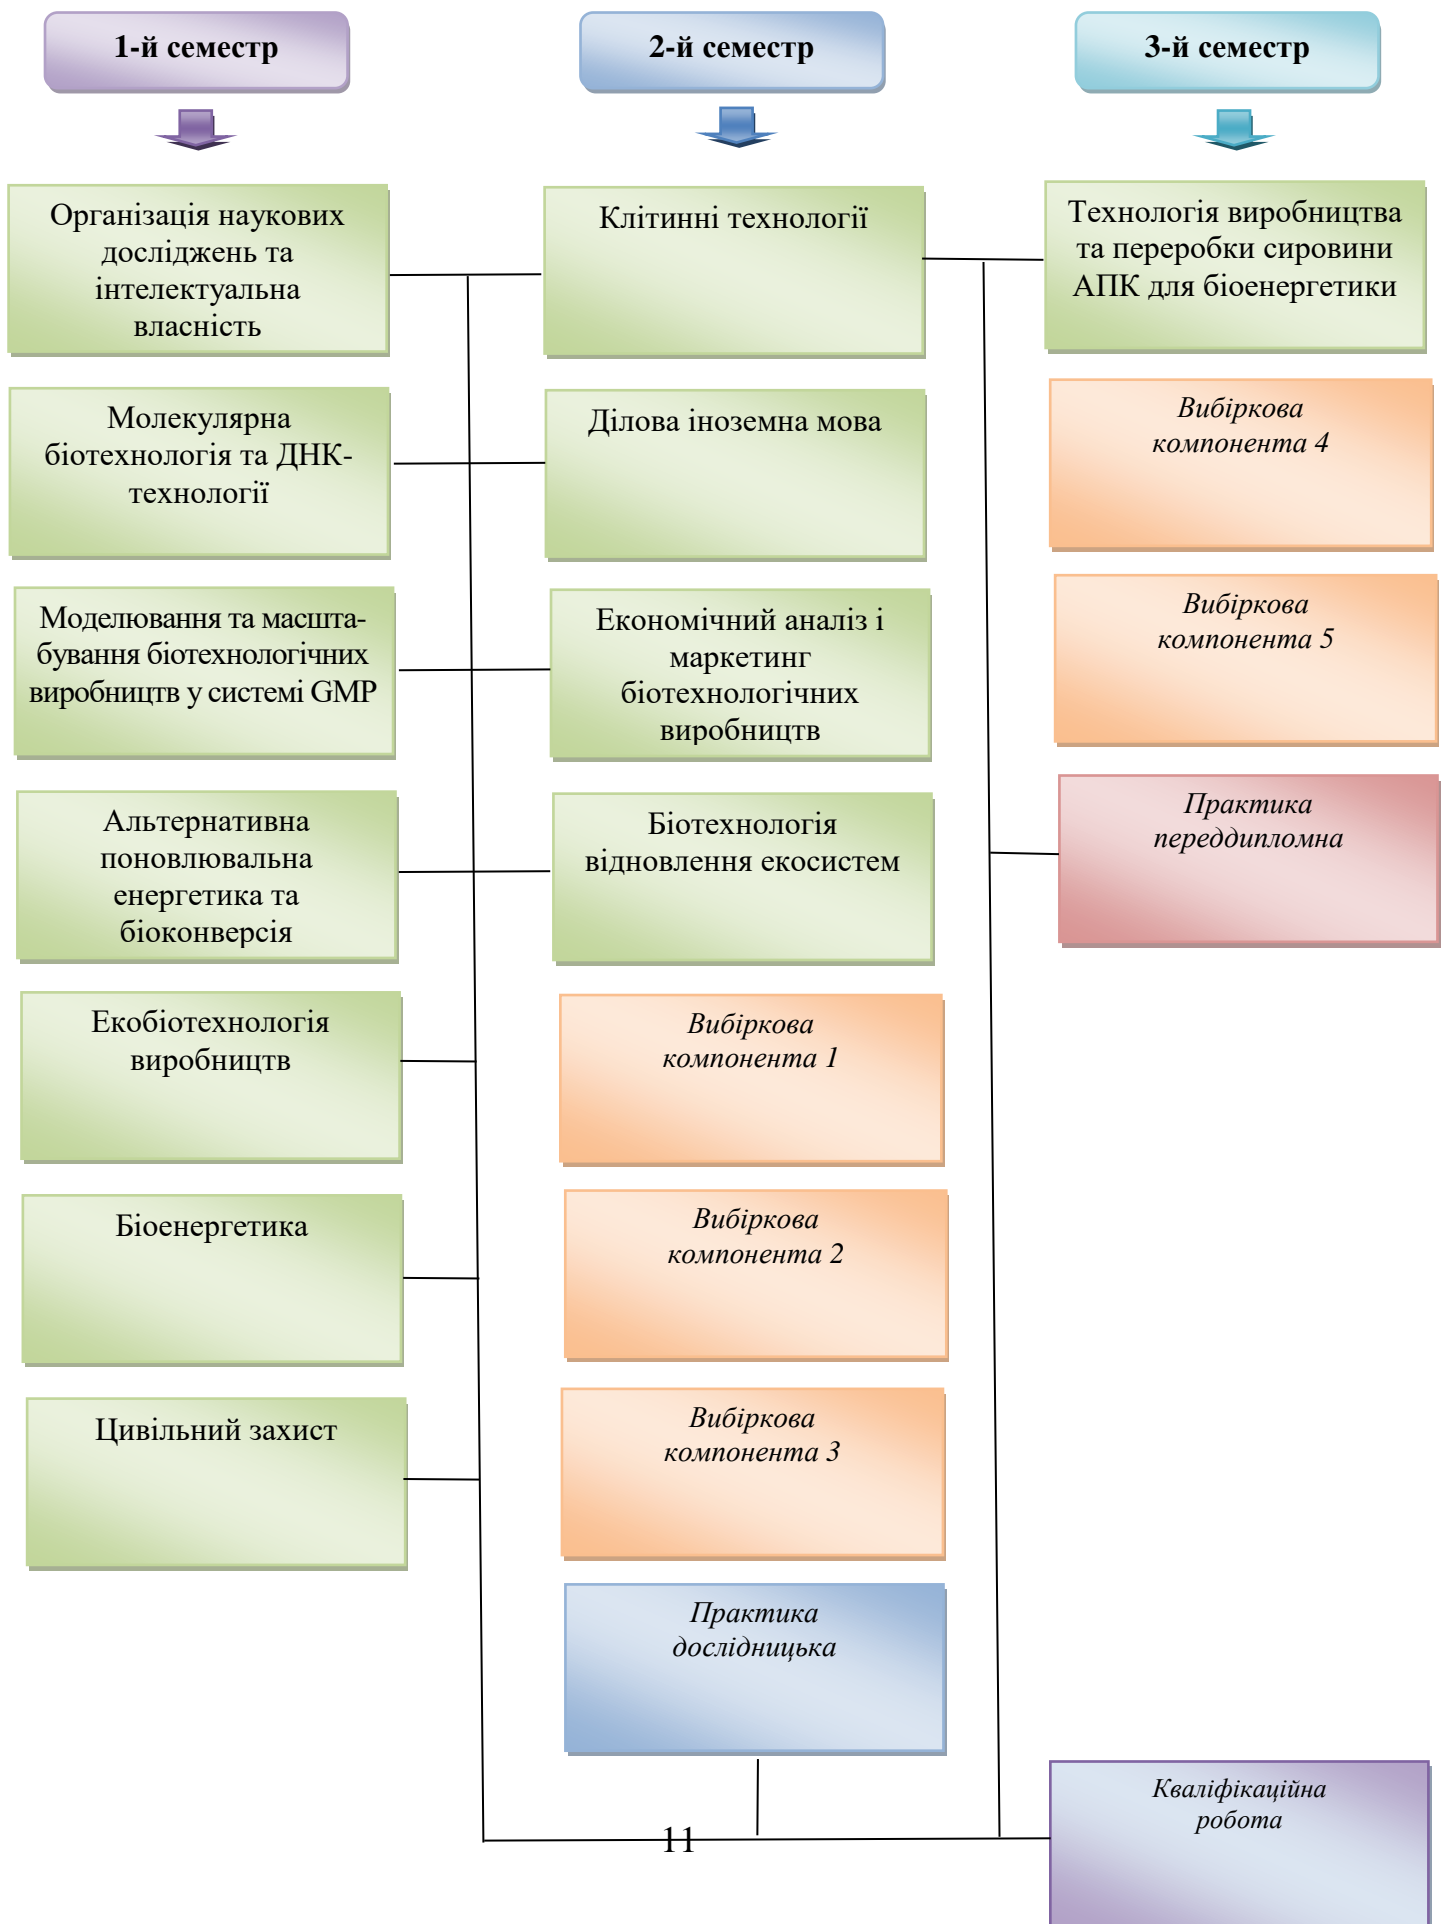 1-й семестр
2-й семестр
3-й семестр
Організація наукових
досліджень та
інтелектуальна
власність
Молекулярна
біотехнологія та ДНК-
технології
Моделювання та масшта-
бування біотехнологічних
виробництв у системі GMP
Альтернативна
поновлювальна
енергетика та
біоконверсія
Екобіотехнологія
виробництв
Біоенергетика
Цивільний захист
Клітинні технології
Ділова іноземна мова
Економічний аналіз і
маркетинг
біотехнологічних
виробництв
Біотехнологія
відновлення екосистем
Вибіркова
компонента 1
Вибіркова
компонента 2
Вибіркова
компонента 3
Практика
дослідницька
Технологія виробництва
та переробки сировини
АПК для біоенергетики
Вибіркова
компонента 4
Вибіркова
компонента 5
Практика
переддипломна
Кваліфікаційна
робота
11